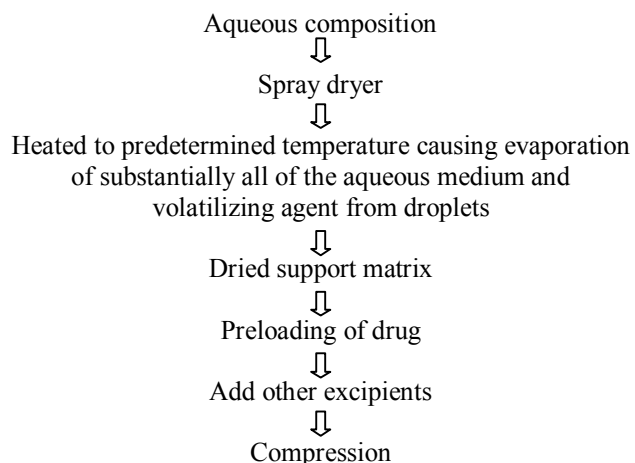 Aqueous composition
Spray dryer
Heated to predetermined temperature causing evaporation
of substantially all of the aqueous medium and
volatilizing agent from droplets
Dried support matrix
Preloading of drug
Add other excipients
Compression